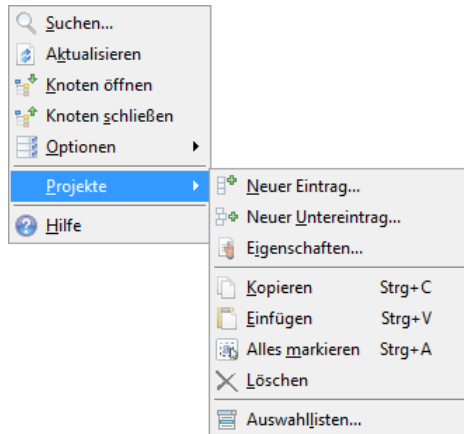 Suchen...
Aktualisieren
Knoten öffnen
Knoten schließen
Optionen
Projekte
Hilfe
Neuer Eintrag...
Neuer Untereintrag...
Eigenschaften...
Kopieren Strg+C
Einfügen Strg+V
Alles markieren Strg+A
Löschen
Auswahllisten...